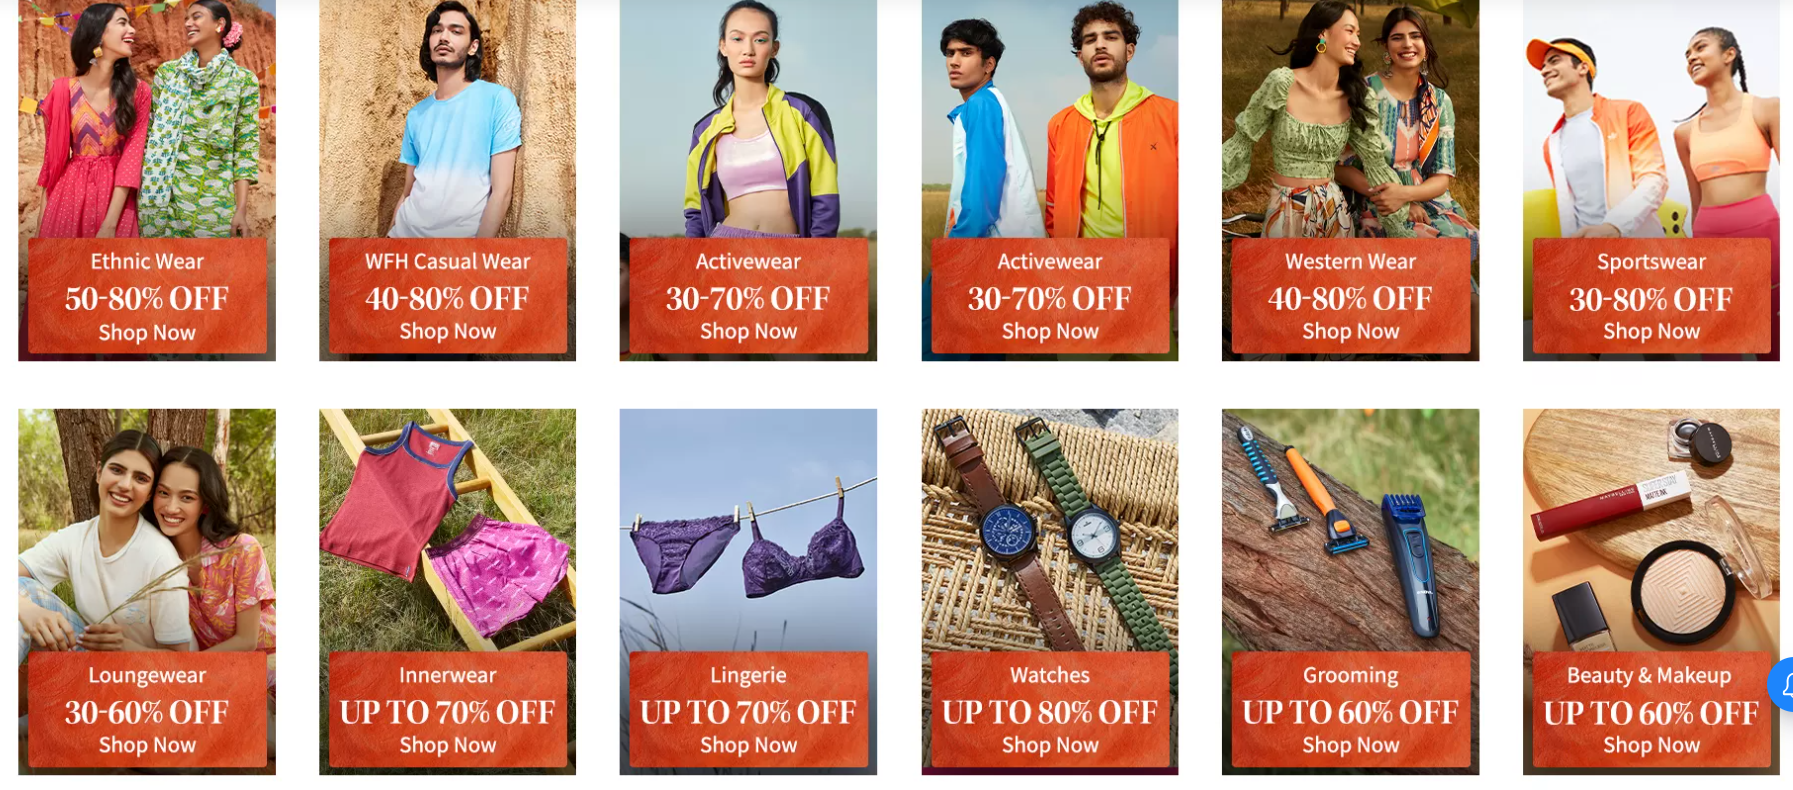 Ethnic Wear
50-80% OFF
Shop Now
WFH Casual Wear
40-80% OFF
Shop Now
Activewear
30-70% OFF
Shop Now
Activewear
30-70% OFF
Shop Now
Western Wear
40-80% OFF
Shop Now
Sportswear
30-80% OFF
Shop Now
Loungewear
30-60% OFF
Shop Now
Innerwear
UP TO 70% OFF
Shop Now
Lingerie
UP TO 70% OFF
Shop Now
Watches
UP TO 80% OFF
Shop Now
Grooming
UP TO 60% OFF
Shop Now
Beauty & Makeup
UP TO 60% OFF
Shop Now